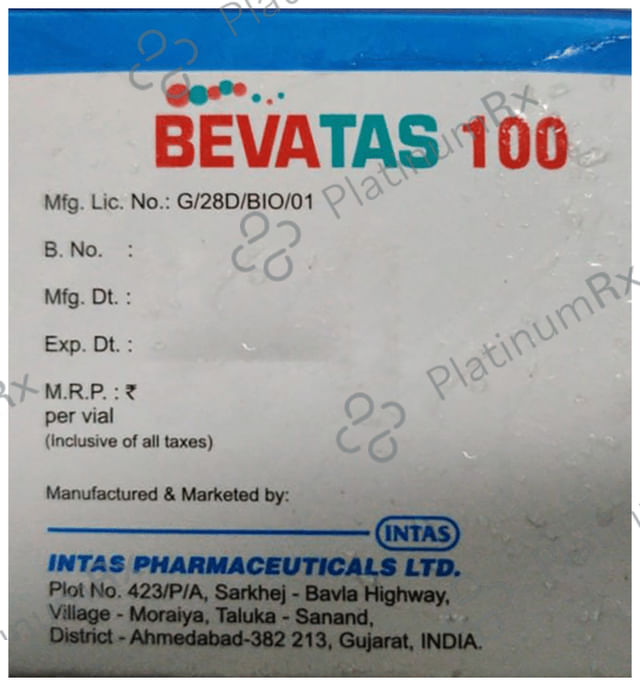 BEVATAS 100
Mfg. Lic. No.: G/28D/BIO/01
B. No. :
Mfg. Dt. :
Exp. Dt. :
M.R.P. : ₹
per vial
(Inclusive of all taxes)
Manufactured & Marketed by:
INTAS
INTAS PHARMACEUTICALS LTD.
Plot No. 423/P/A, Sarkhej - Bavla Highway,
Village - Moraiya, Taluka - Sanand,
District - Ahmedabad-382 213, Gujarat, INDIA.
PlatinumRx
PlatinumRx